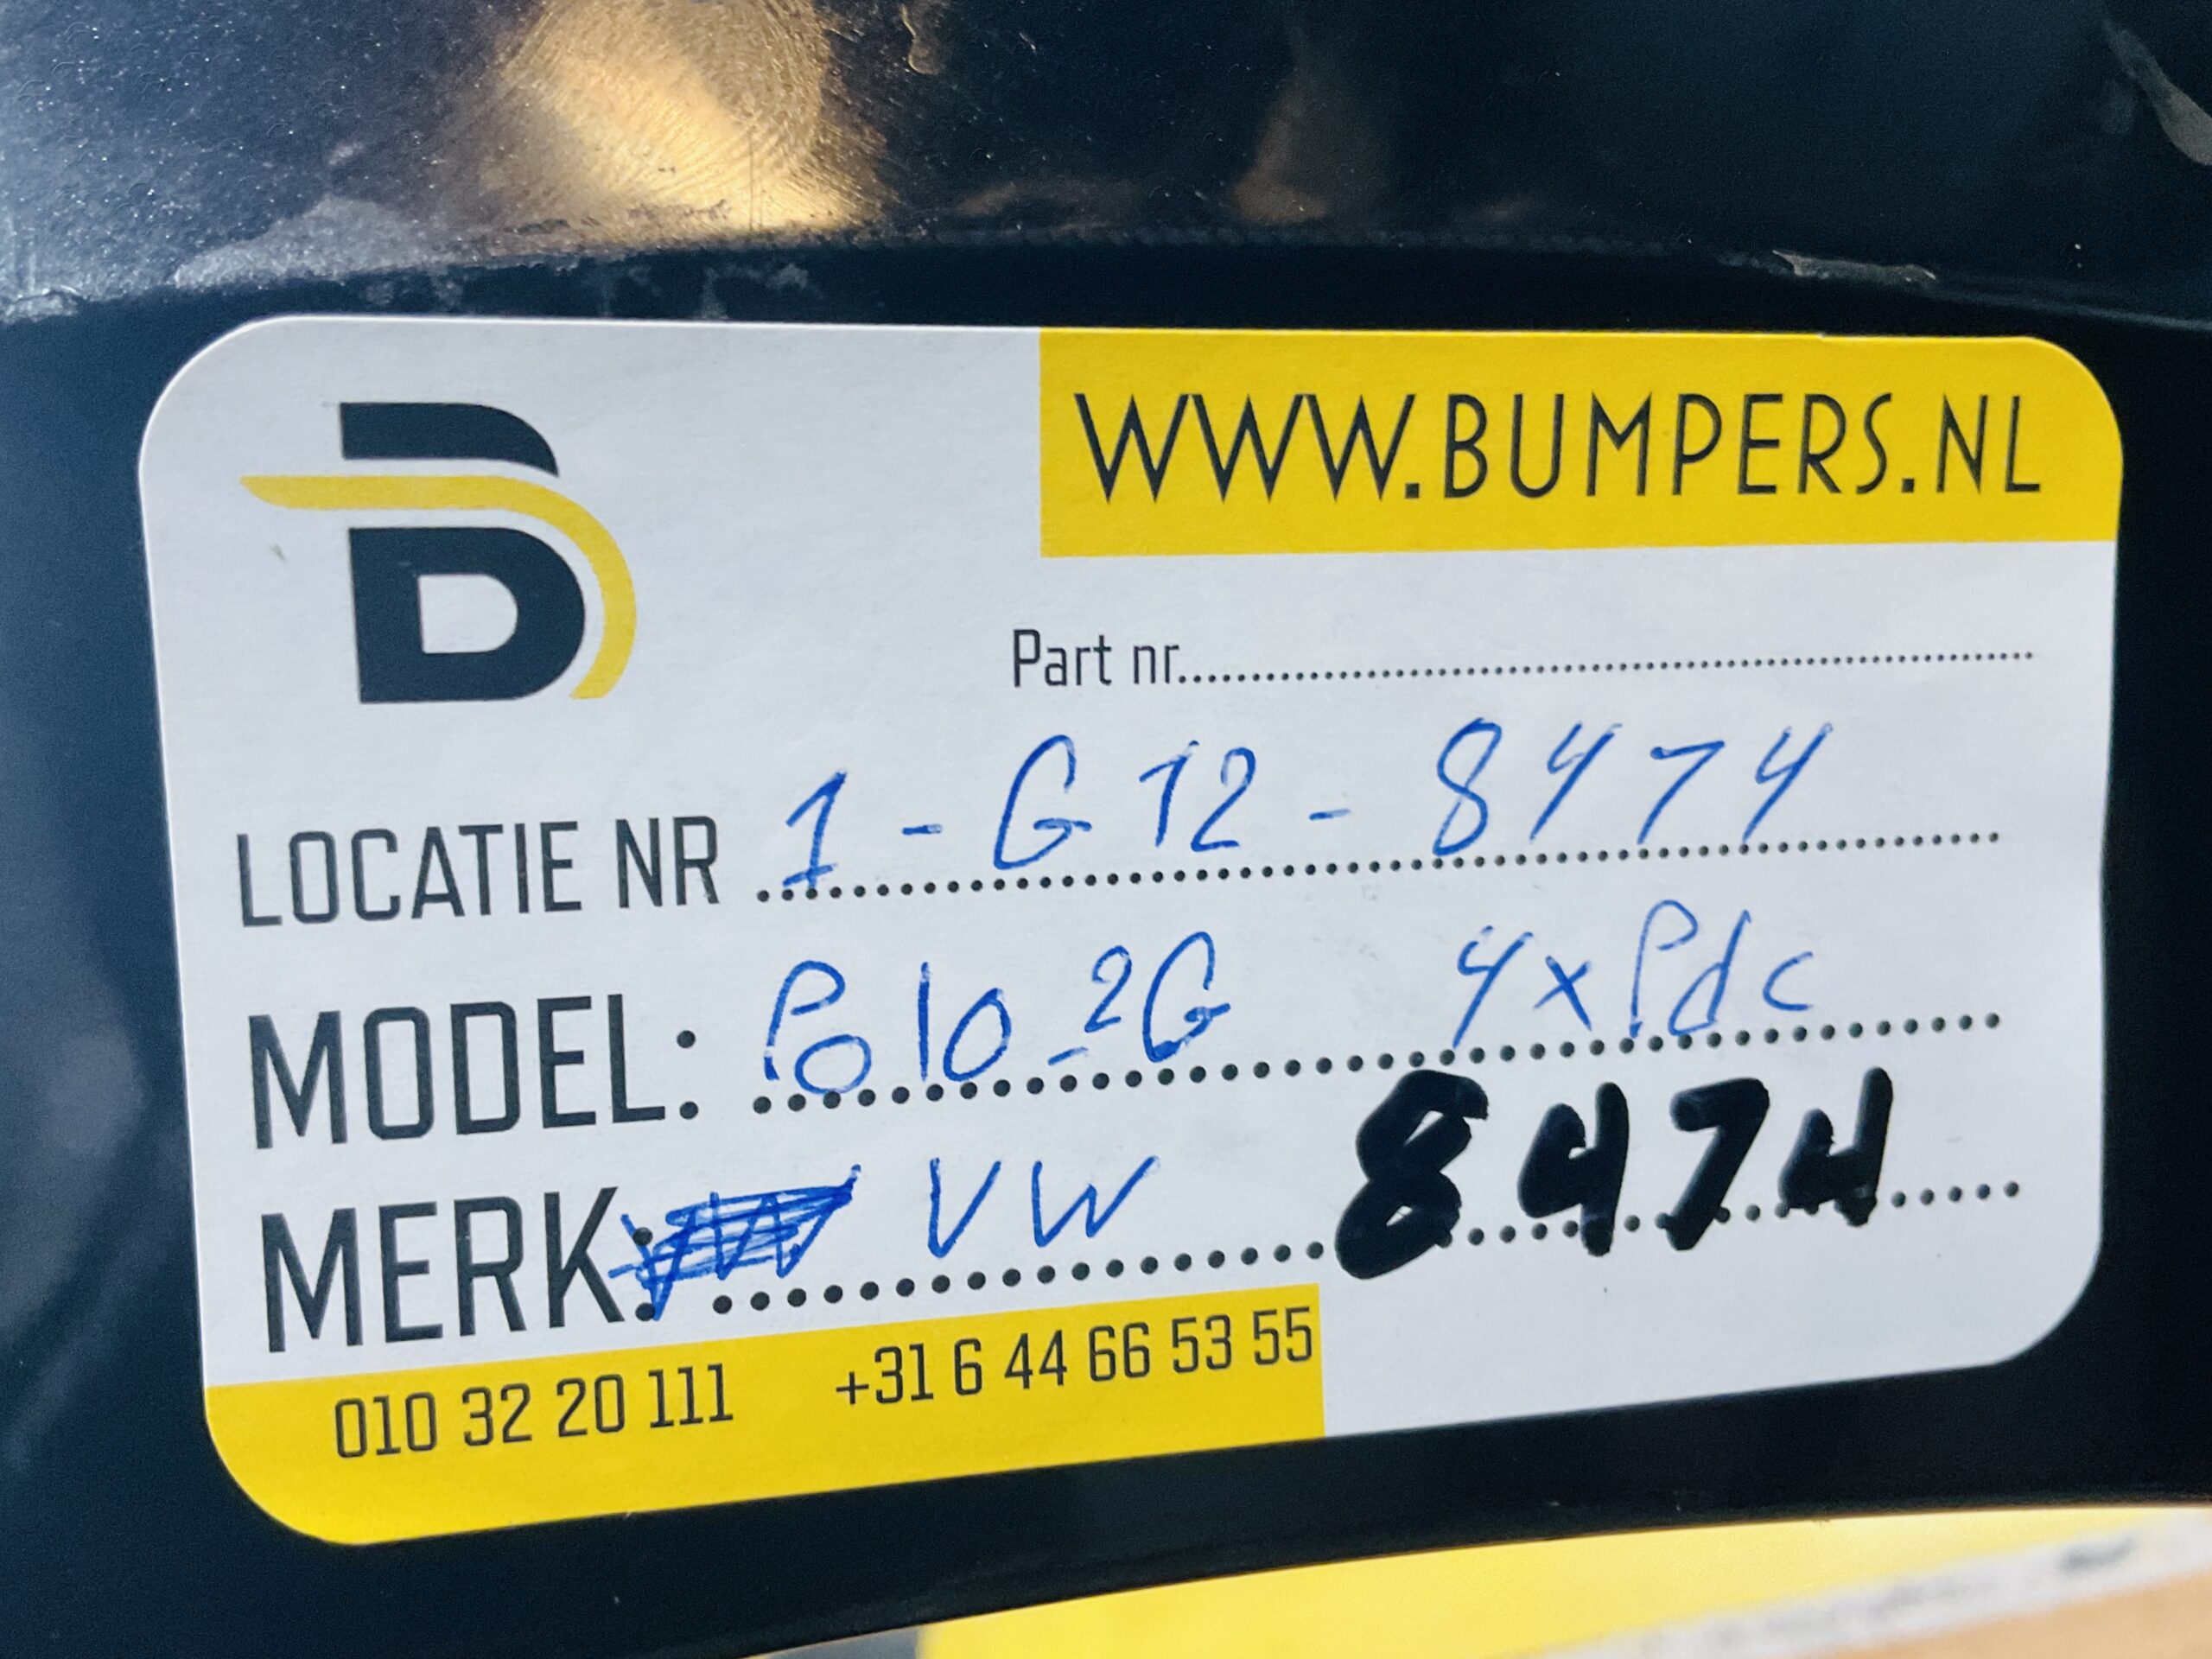 WWW.BUMPERS.NL
Part nr.
LOCATIE NR 1-G12-8474
MODEL: Polo-2G 4xPdc
MERK: VW 8474
010 32 20 111 +31 6 44 66 53 55